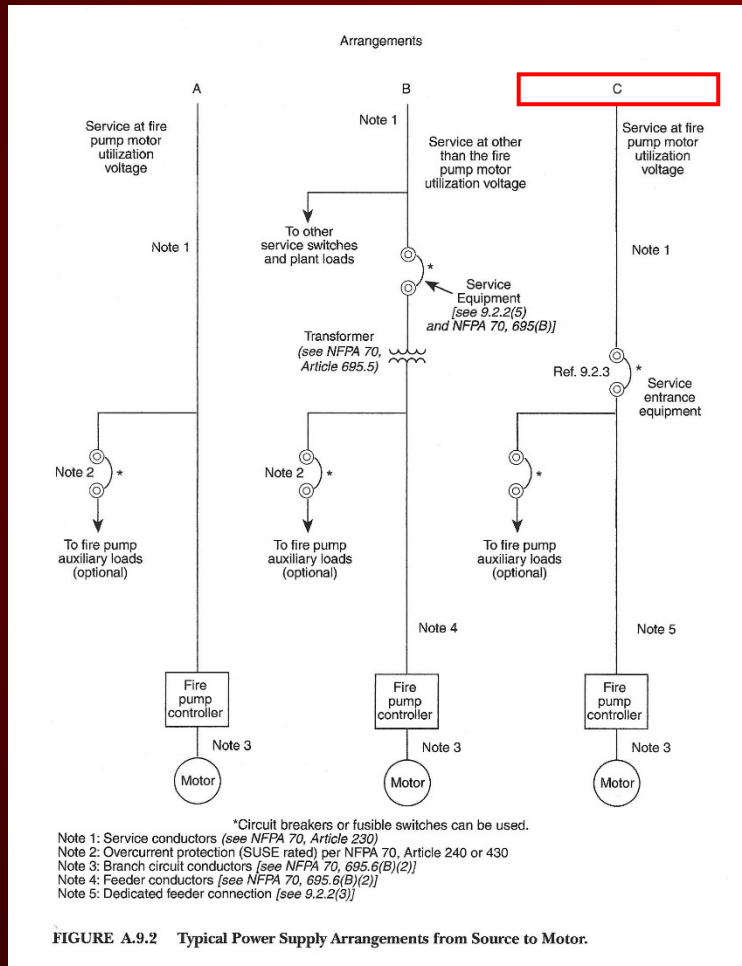 Arrangements
A
B
C
Service at fire
pump motor
utilization
voltage
Note 1
Note 1
Service at other
than the fire
pump motor
utilization voltage
To other
service switches
and plant loads
*
Service
Equipment
[see 9.2.2(5)
and NFPA 70, 695(B)]
Transformer
(see NFPA 70,
Article 695.5)
Service at fire
pump motor
utilization
voltage
Note 1
Ref. 9.2.3
*
Service
entrance
equipment
Note 2
*
To fire pump
auxiliary loads
(optional)
Note 2
*
To fire pump
auxiliary loads
(optional)
*
To fire pump
auxiliary loads
(optional)
Note 4
Note 5
Fire
pump
controller
Note 3
Motor
Fire
pump
controller
Note 3
Motor
Fire
pump
controller
Note 3
Motor
*Circuit breakers or fusible switches can be used.
Note 1: Service conductors (see NFPA 70, Article 230)
Note 2: Overcurrent protection (SUSE rated) per NFPA 70, Article 240 or 430
Note 3: Branch circuit conductors [see NFPA 70, 695.6(B)(2)]
Note 4: Feeder conductors [see NFPA 70, 695.6(B)(2)]
Note 5: Dedicated feeder connection [see 9.2.2(3)]
FIGURE A.9.2 Typical Power Supply Arrangements from Source to Motor.